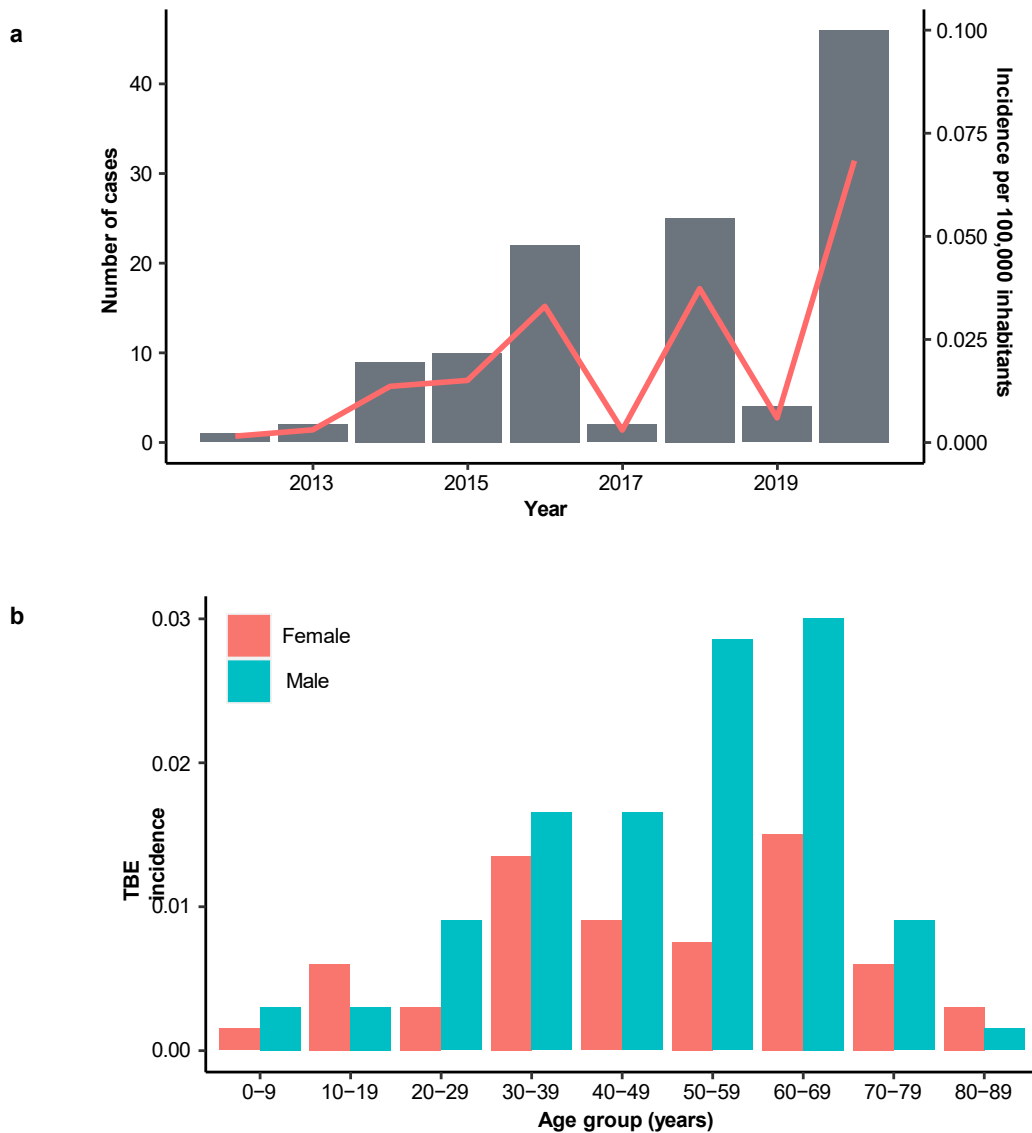 a
Number of cases
40
30
20
10
0
0.100
0.075
0.050
0.025
0.000
Incidence per 100,000 inhabitants
2013 2015 2017 2019
Year
b
Female
Male
TBE
incidence
0.03
0.02
0.01
0.00
0–9 10–19 20–29 30–39 40–49 50–59 60–69 70–79 80–89
Age group (years)